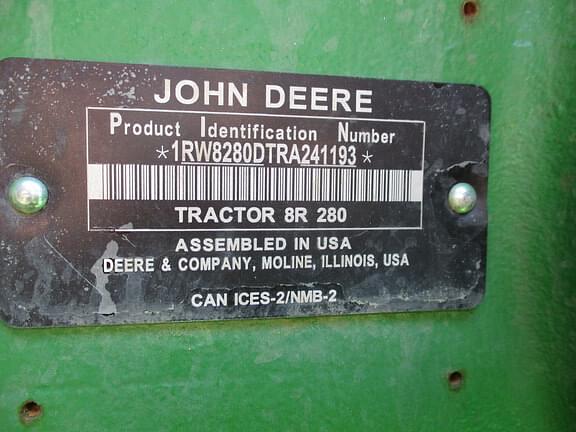 JOHN DEERE
Product Identification Number
*1RW8280DTRA241193*
TRACTOR 8R 280
ASSEMBLED IN USA
DEERE & COMPANY, MOLINE, ILLINOIS, USA
CAN ICES-2/NMB-2